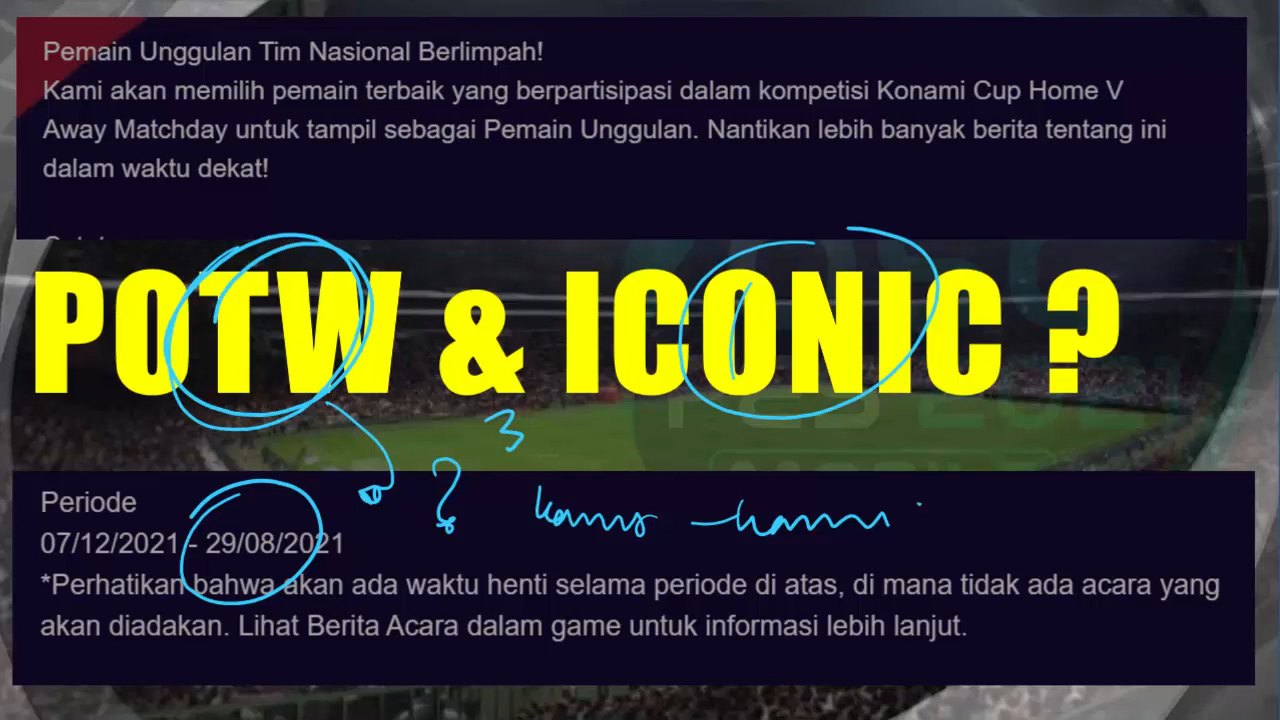 Pemain Unggulan Tim Nasional Berlimpah!
Kami akan memilih pemain terbaik yang berpartisipasi dalam kompetisi Konami Cup Home V
Away Matchday untuk tampil sebagai Pemain Unggulan. Nantikan lebih banyak berita tentang ini
dalam waktu dekat!
POTW & ICONIC ?
3
?
Periode
07/12/2021 - 29/08/2021
*Perhatikan bahwa akan ada waktu henti selama periode di atas, di mana tidak ada acara yang
akan diadakan. Lihat Berita Acara dalam game untuk informasi lebih lanjut.